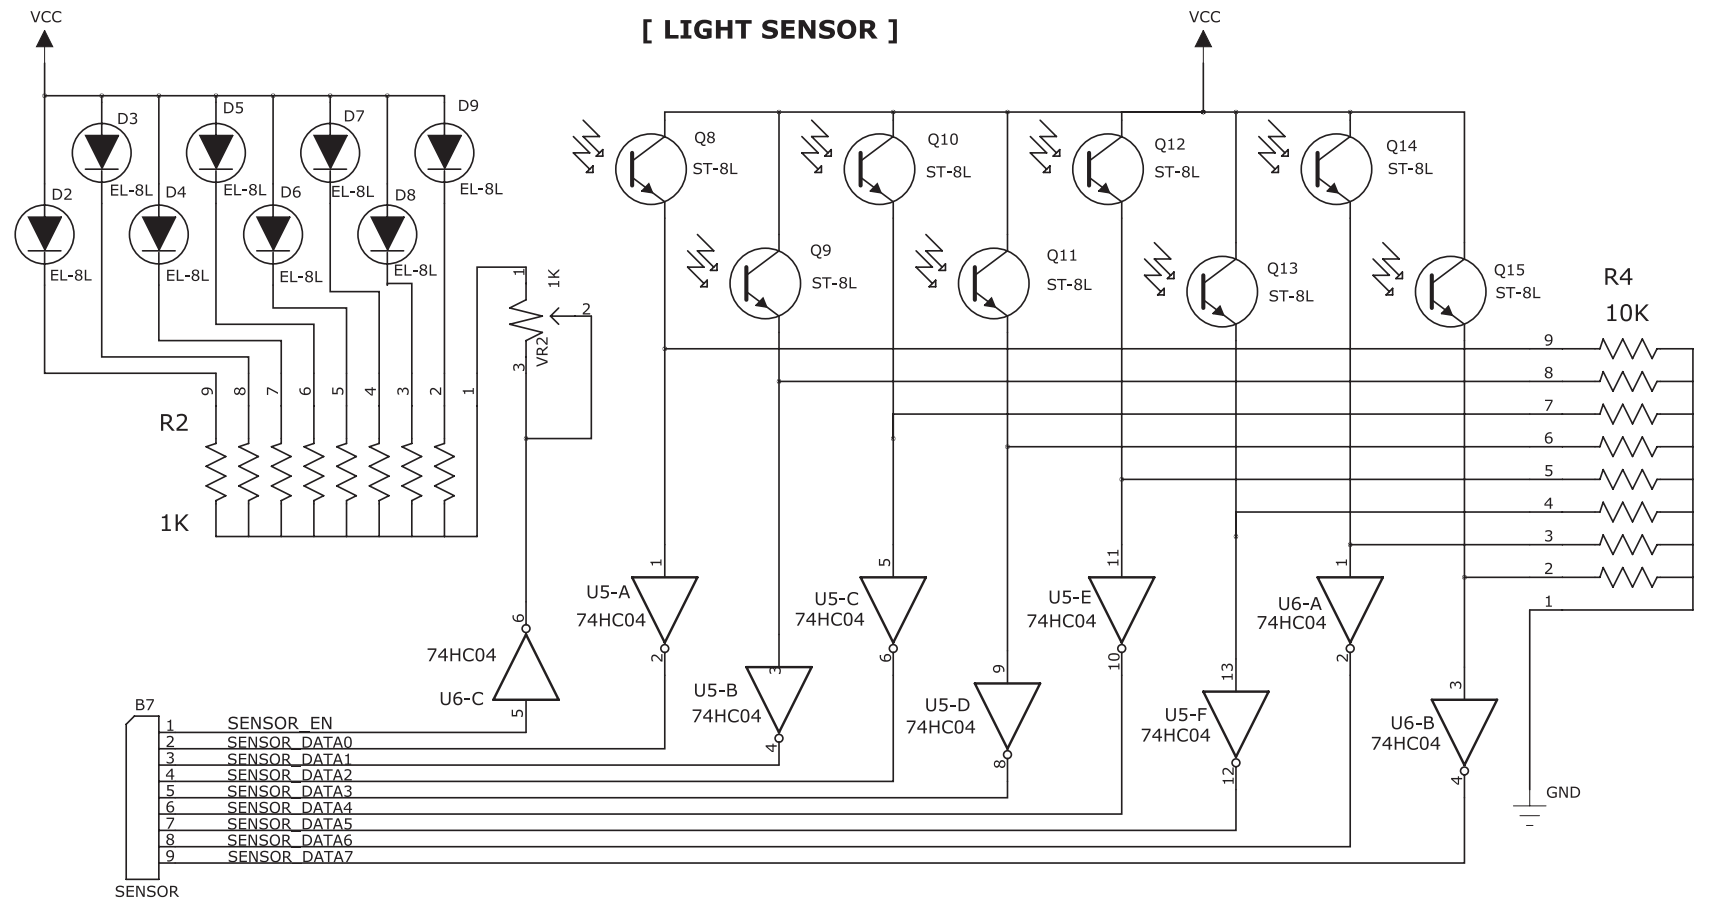 [ LIGHT SENSOR ]
VCC
VCC
D3
D5
D7
D9
EL-8L
EL-8L
EL-8L
EL-8L
D2
D4
D6
D8
EL-8L
EL-8L
EL-8L
EL-8L
Q8
ST-8L
Q10
ST-8L
Q12
ST-8L
Q14
ST-8L
Q9
ST-8L
Q11
ST-8L
Q13
ST-8L
Q15
ST-8L
1
1K
2
VR2
3
R4
10K
9
8
7
6
5
4
3
2
1
9 8 7 6 5 4 3 2 1
R2
1K
1
U5-A
74HC04
2
5
U5-C
74HC04
6
11
U5-E
74HC04
10
1
U6-A
74HC04
2
6
74HC04
U6-C
5
3
U5-B
74HC04
4
9
U5-D
74HC04
8
13
U5-F
74HC04
12
3
U6-B
74HC04
4
GND
B7
1 SENSOR_EN
2 SENSOR_DATA0
3 SENSOR_DATA1
4 SENSOR_DATA2
5 SENSOR_DATA3
6 SENSOR_DATA4
7 SENSOR_DATA5
8 SENSOR_DATA6
9 SENSOR_DATA7
SENSOR